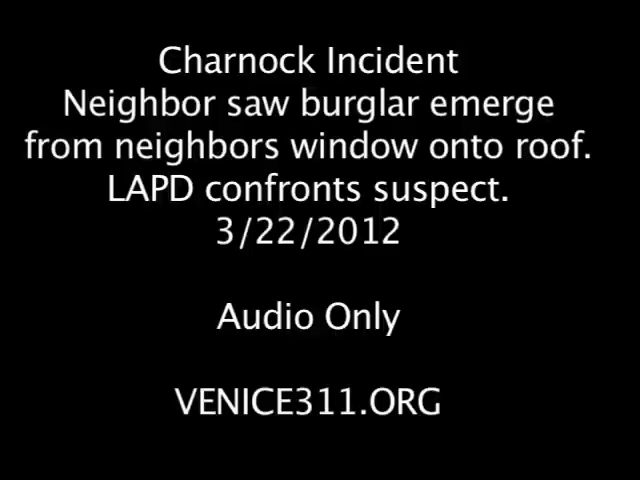 Charnock Incident
Neighbor saw burglar emerge
from neighbors window onto roof.
LAPD confronts suspect.
3/22/2012
Audio Only
VENICE311.ORG